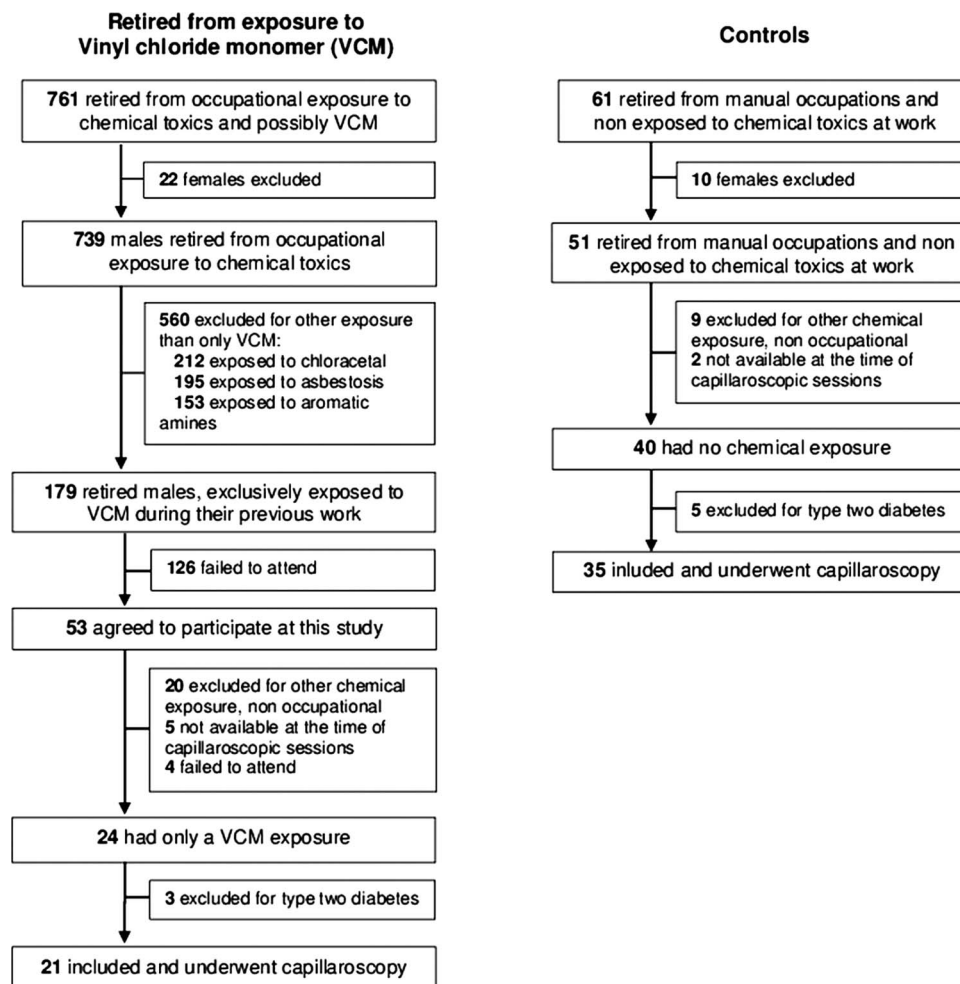 Retired from exposure to
Vinyl chloride monomer (VCM)
761 retired from occupational exposure to
chemical toxics and possibly VCM
22 females excluded
739 males retired from occupational
exposure to chemical toxics
560 excluded for other exposure
than only VCM:
212 exposed to chloracetal
195 exposed to asbestosis
153 exposed to aromatic
amines
179 retired males, exclusively exposed to
VCM during their previous work
126 failed to attend
53 agreed to participate at this study
20 excluded for other chemical
exposure, non occupational
5 not available at the time of
capillaroscopic sessions
4 failed to attend
24 had only a VCM exposure
3 excluded for type two diabetes
21 included and underwent capillaroscopy
Controls
61 retired from manual occupations and
non exposed to chemical toxics at work
10 females excluded
51 retired from manual occupations and non
exposed to chemical toxics at work
9 excluded for other chemical
exposure, non occupational
2 not available at the time of
capillaroscopic sessions
40 had no chemical exposure
5 excluded for type two diabetes
35 inluded and underwent capillaroscopy